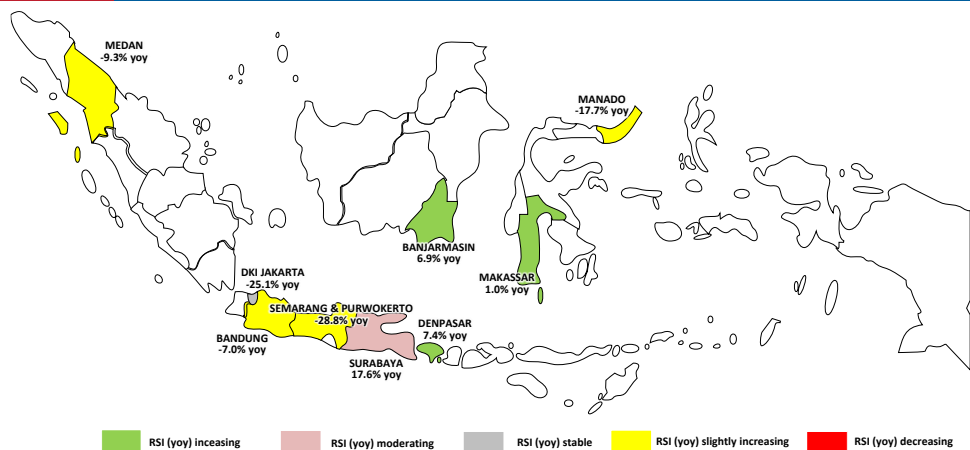 MEDAN
-9.3% yoy
MANADO
-17.7% yoy
BANJARMASIN
6.9% yoy
MAKASSAR
1.0% yoy
DKI JAKARTA
-25.1% yoy
SEMARANG & PURWOKERTO
-28.8% yoy
DENPASAR
7.4% yoy
BANDUNG
-7.0% yoy
SURABAYA
17.6% yoy
RSI (yoy) inceasing
RSI (yoy) moderating
RSI (yoy) stable
RSI (yoy) slightly increasing
RSI (yoy) decreasing